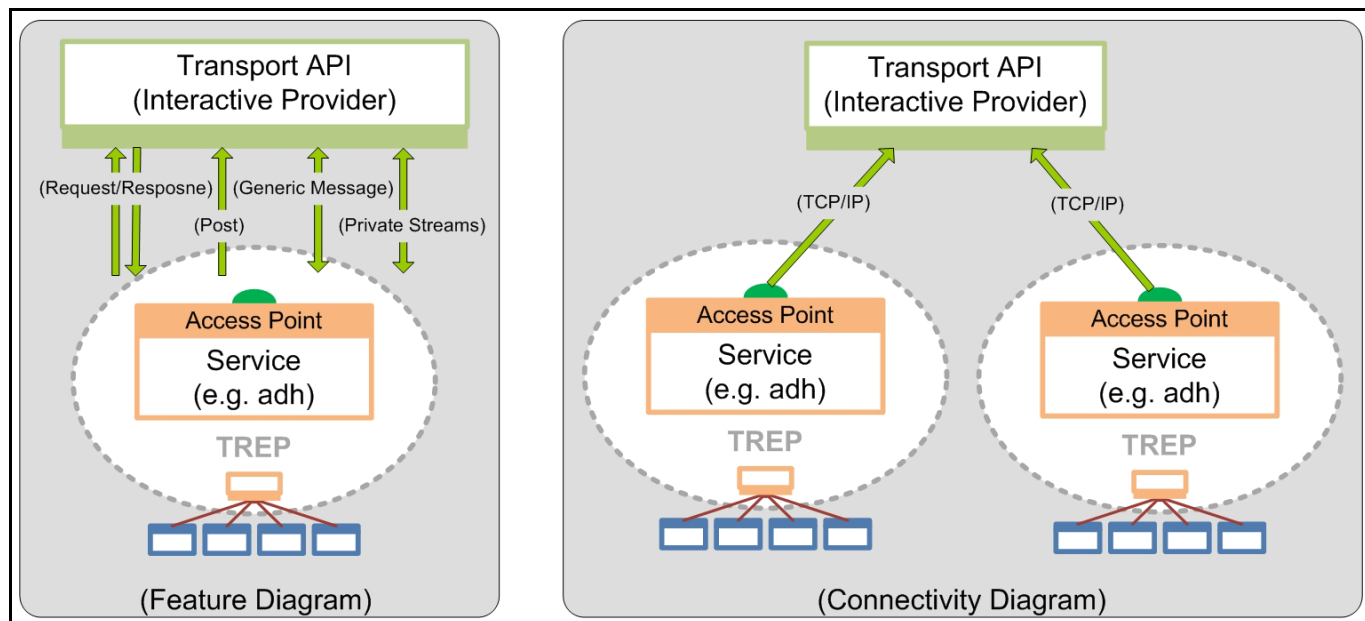 Transport API
(Interactive Provider)
(Request/Resposne)
(Generic Message)
(Post)
(Private Streams)
Access Point
Service
(e.g. adh)
TREP
(Feature Diagram)
Transport API
(Interactive Provider)
(TCP/IP)
(TCP/IP)
Access Point
Service
(e.g. adh)
TREP
Access Point
Service
(e.g. adh)
TREP
(Connectivity Diagram)